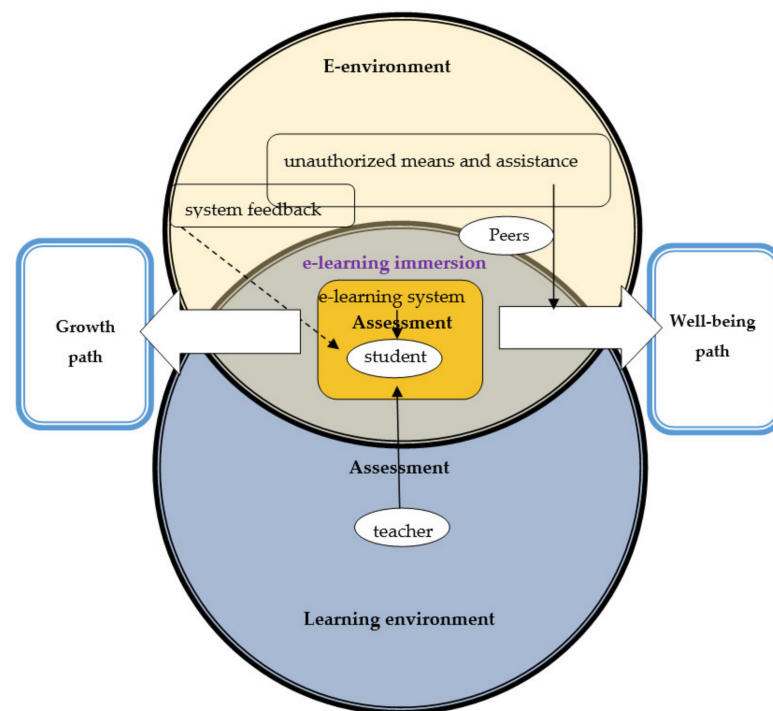 E-environment
unauthorized means and assistance
system feedback
Peers
e-learning immersion
e-learning system
Assessment
student
Growth
path
Well-being
path
Assessment
teacher
Learning environment